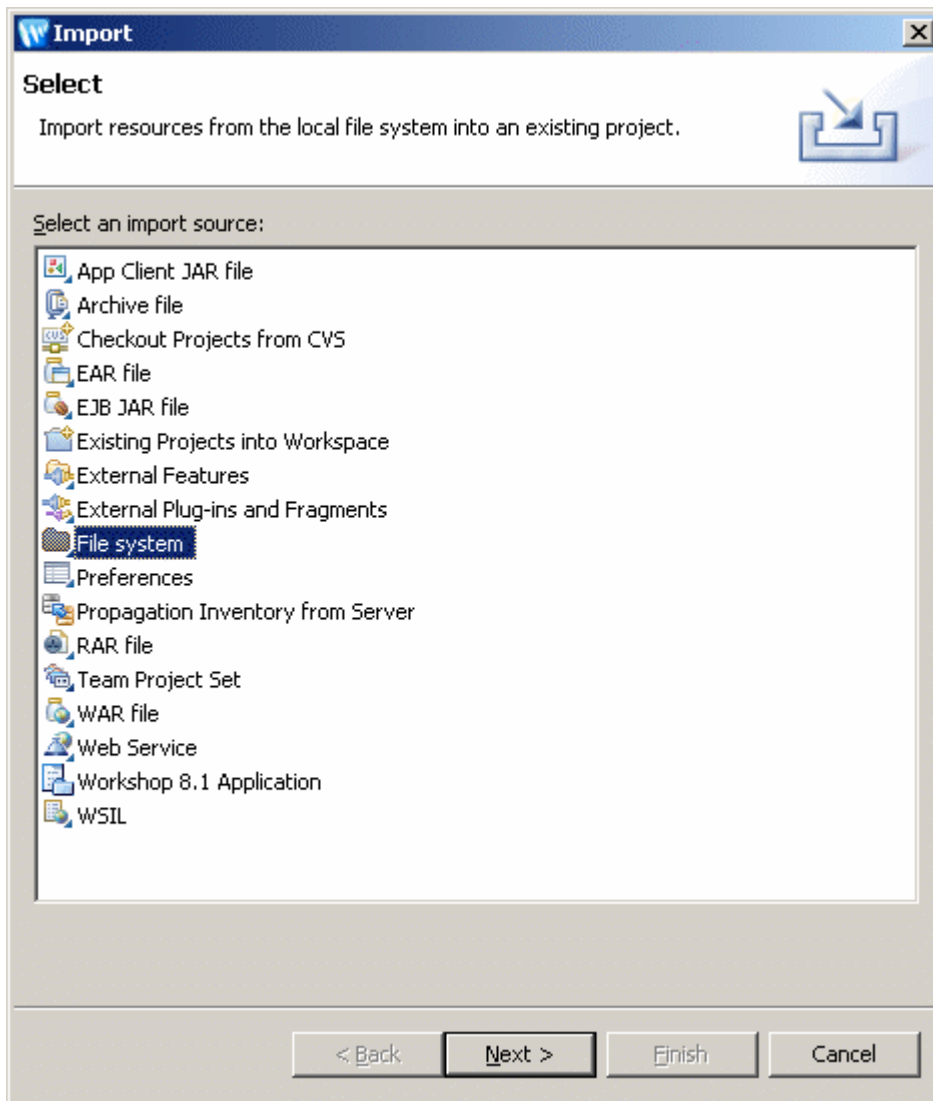 Import
Select
Import resources from the local file system into an existing project.
Select an import source:
App Client JAR file
Archive file
Checkout Projects from CVS
EAR file
EJB JAR file
Existing Projects into Workspace
External Features
External Plug-ins and Fragments
File system
Preferences
Propagation Inventory from Server
RAR file
Team Project Set
WAR file
Web Service
Workshop 8.1 Application
WSIL
< Back Next > Finish Cancel